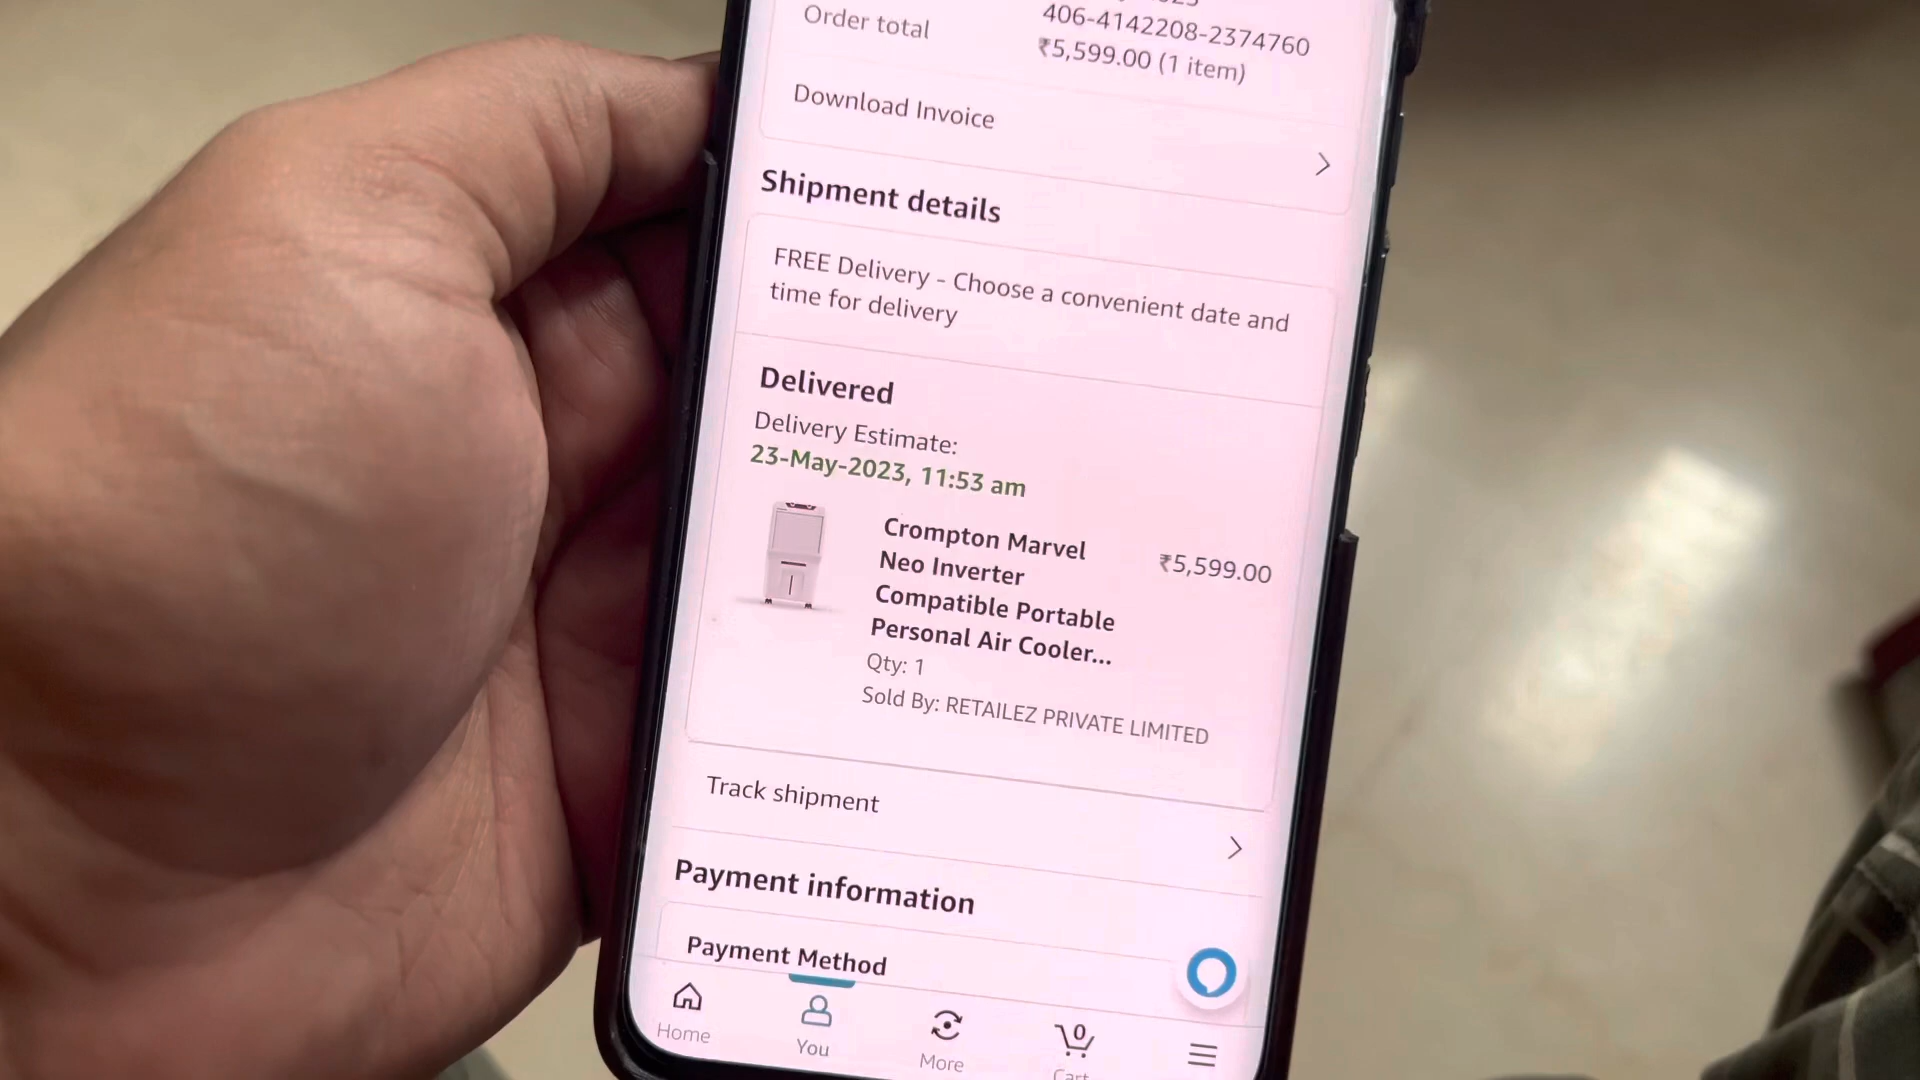 406-4142208-2374760
Order total
₹5,599.00 (1 item)
Download Invoice
Shipment details
FREE Delivery - Choose a convenient date and
time for delivery
Delivered
Delivery Estimate:
23-May-2023, 11:53 am
Crompton Marvel
Neo Inverter
Compatible Portable
Personal Air Cooler...
₹5,599.00
Qty: 1
Sold By: RETAILEZ PRIVATE LIMITED
Track shipment
Payment information
Payment Method
Home
You
More
0
Cart